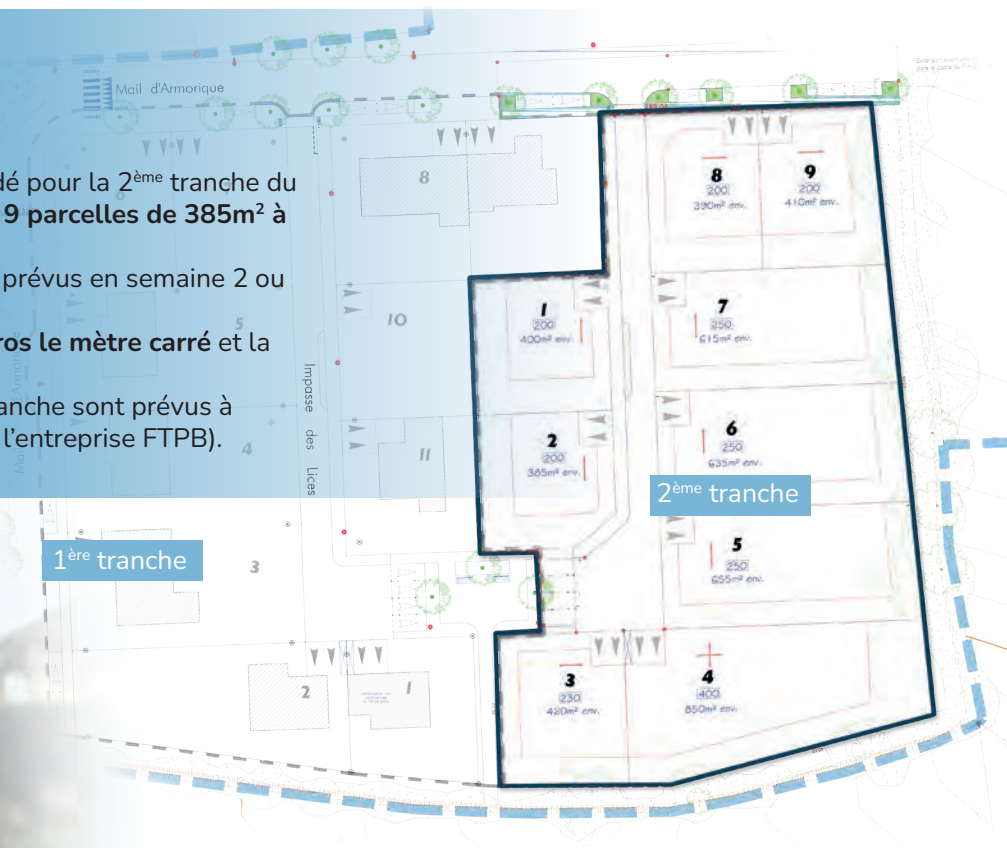 Mail d'Armorique
dé pour la 2ème tranche du
9 parcelles de 385m² à
prévus en semaine 2 ou
ros le mètre carré et la
anche sont prévus à
l'entreprise FTPB).
1ère tranche
2ème tranche
Impasse des Lices
8
5
10
4
11
3
2
1
8
200
390m² env.
9
200
410m² env.
1
200
400m² env.
7
250
615m² env.
2
200
385m² env.
6
250
635m² env.
5
250
655m² env.
3
230
420m² env.
4
400
850m² env.